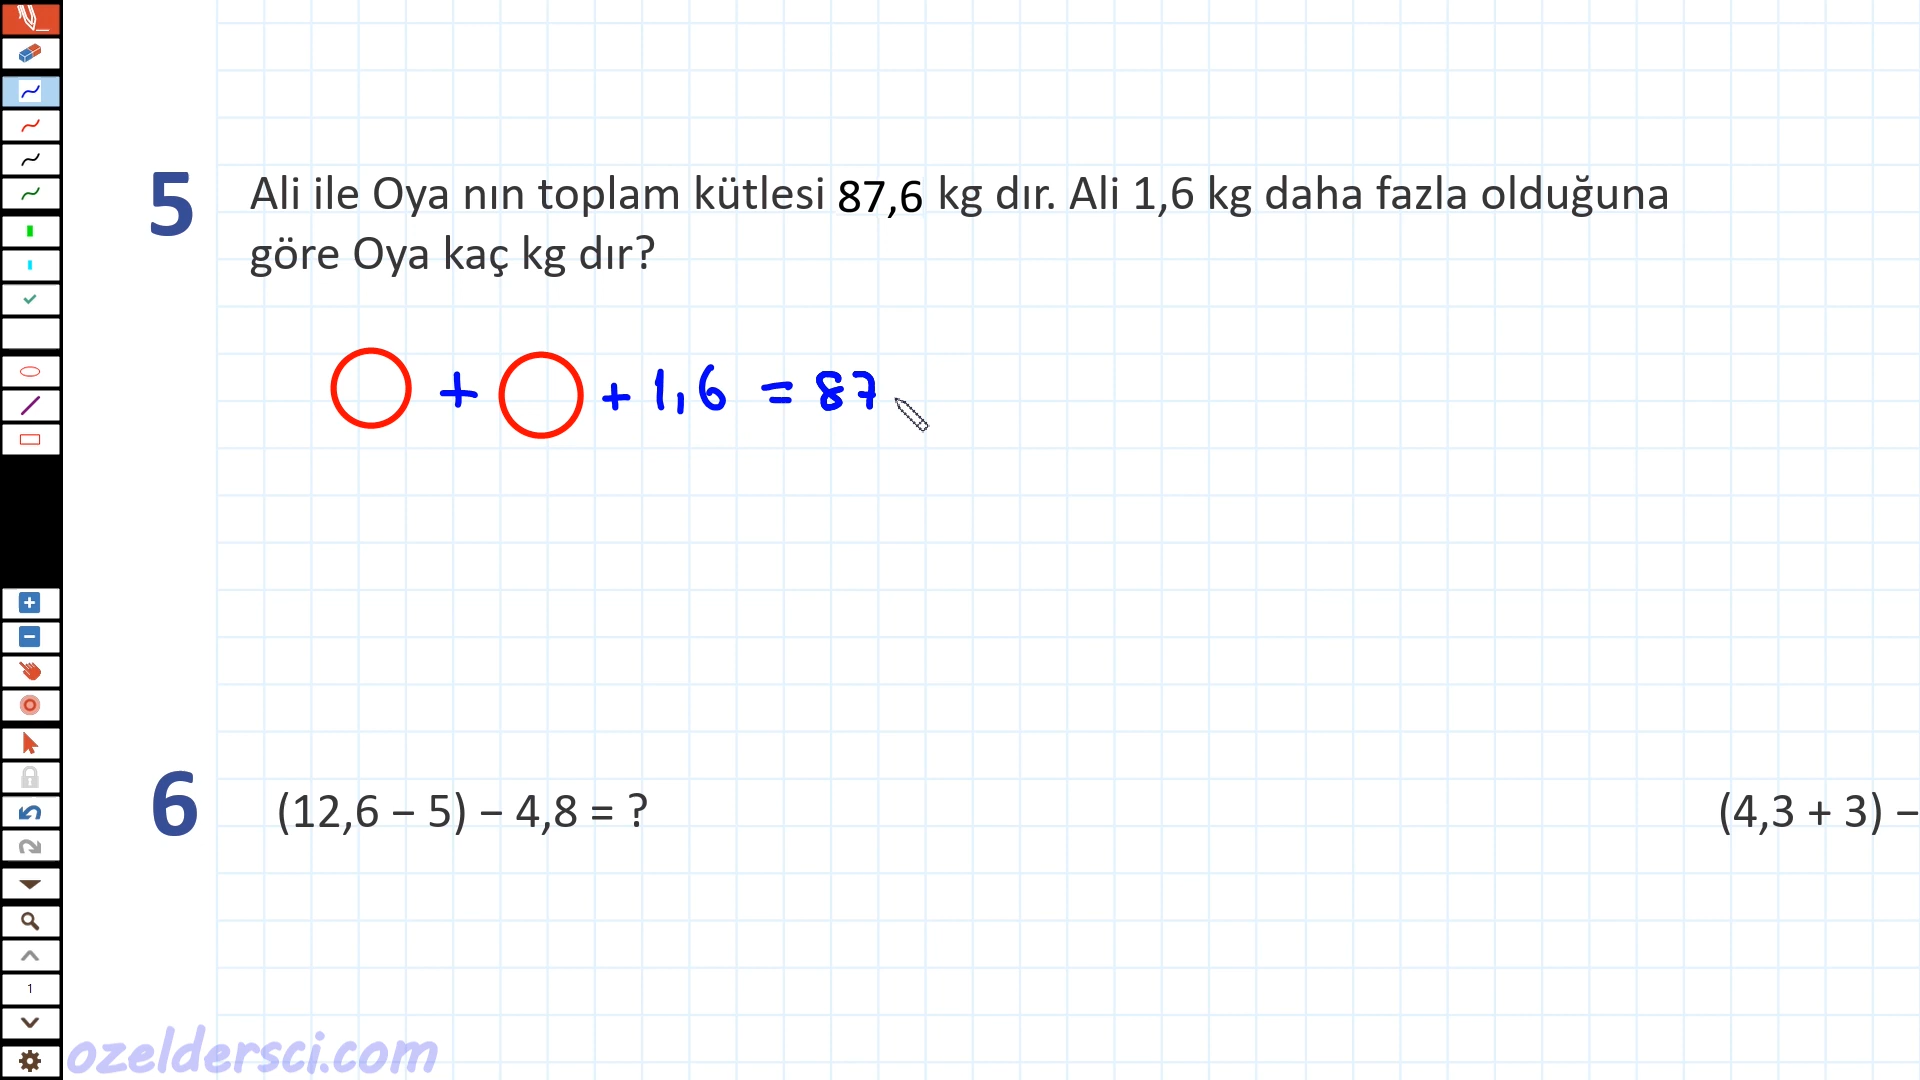 5
Ali ile Oya nın toplam kütlesi 87,6 kg dır. Ali 1,6 kg daha fazla olduğuna
göre Oya kaç kg dır?
+ + 1,6 = 87
6
(12,6 – 5) – 4,8 = ?
(4,3 + 3) –
1
ozeldersci.com